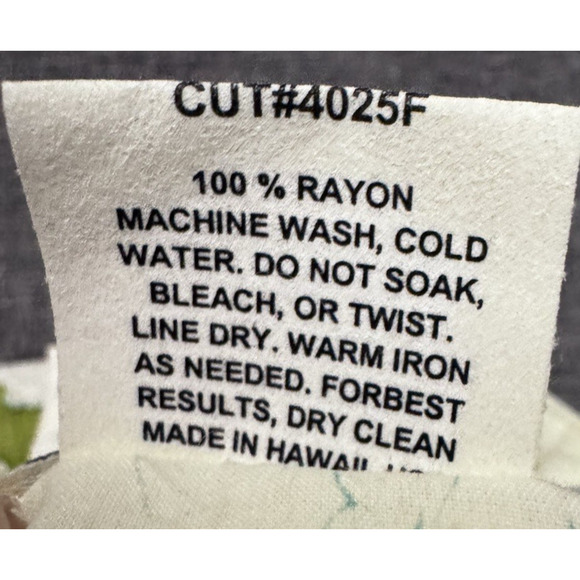 CUT#4025F
100 % RAYON
MACHINE WASH, COLD
WATER. DO NOT SOAK,
BLEACH, OR TWIST.
LINE DRY. WARM IRON
AS NEEDED. FORBEST
RESULTS, DRY CLEAN
MADE IN HAWAII,